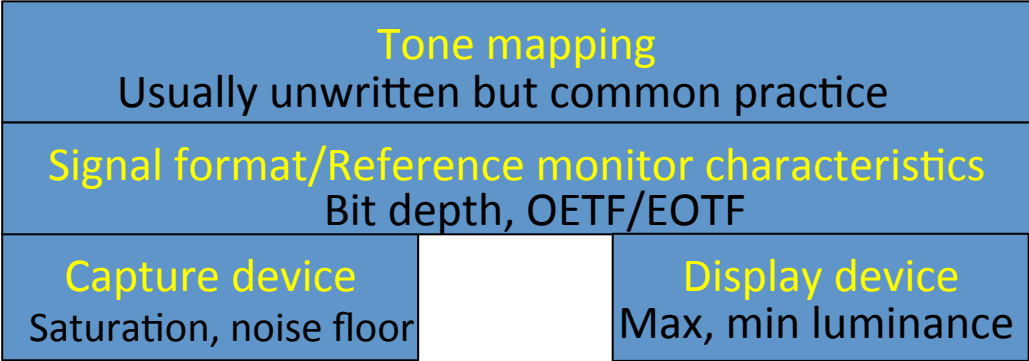 Tone mapping
Usually unwritten but common practice
Signal format/Reference monitor characteristics
Bit depth, OETF/EOTF
Capture device
Saturation, noise floor
Display device
Max, min luminance